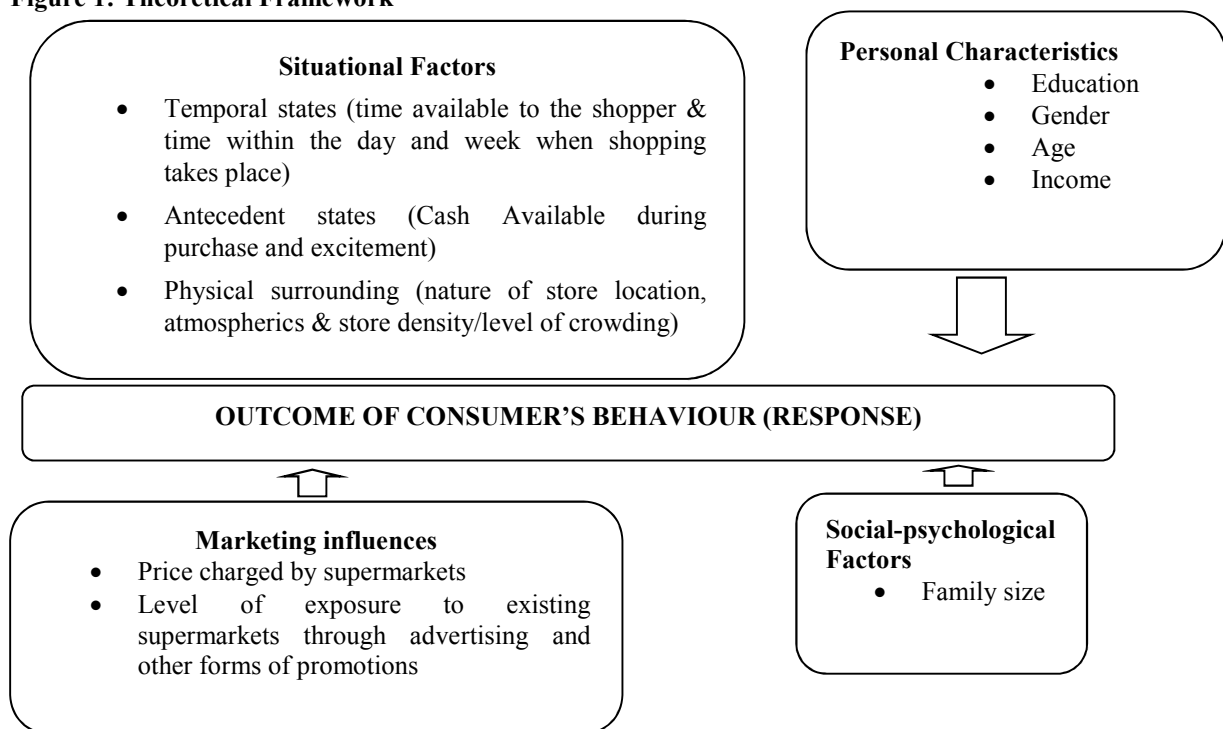 Figure 1: Theoretical Framework
Situational Factors
• Temporal states (time available to the shopper &
time within the day and week when shopping
takes place)
• Antecedent states (Cash Available during
purchase and excitement)
• Physical surrounding (nature of store location,
atmospherics & store density/level of crowding)
Personal Characteristics
• Education
• Gender
• Age
• Income
OUTCOME OF CONSUMER’S BEHAVIOUR (RESPONSE)
Marketing influences
• Price charged by supermarkets
• Level of exposure to existing
supermarkets through advertising and
other forms of promotions
Social-psychological
Factors
• Family size